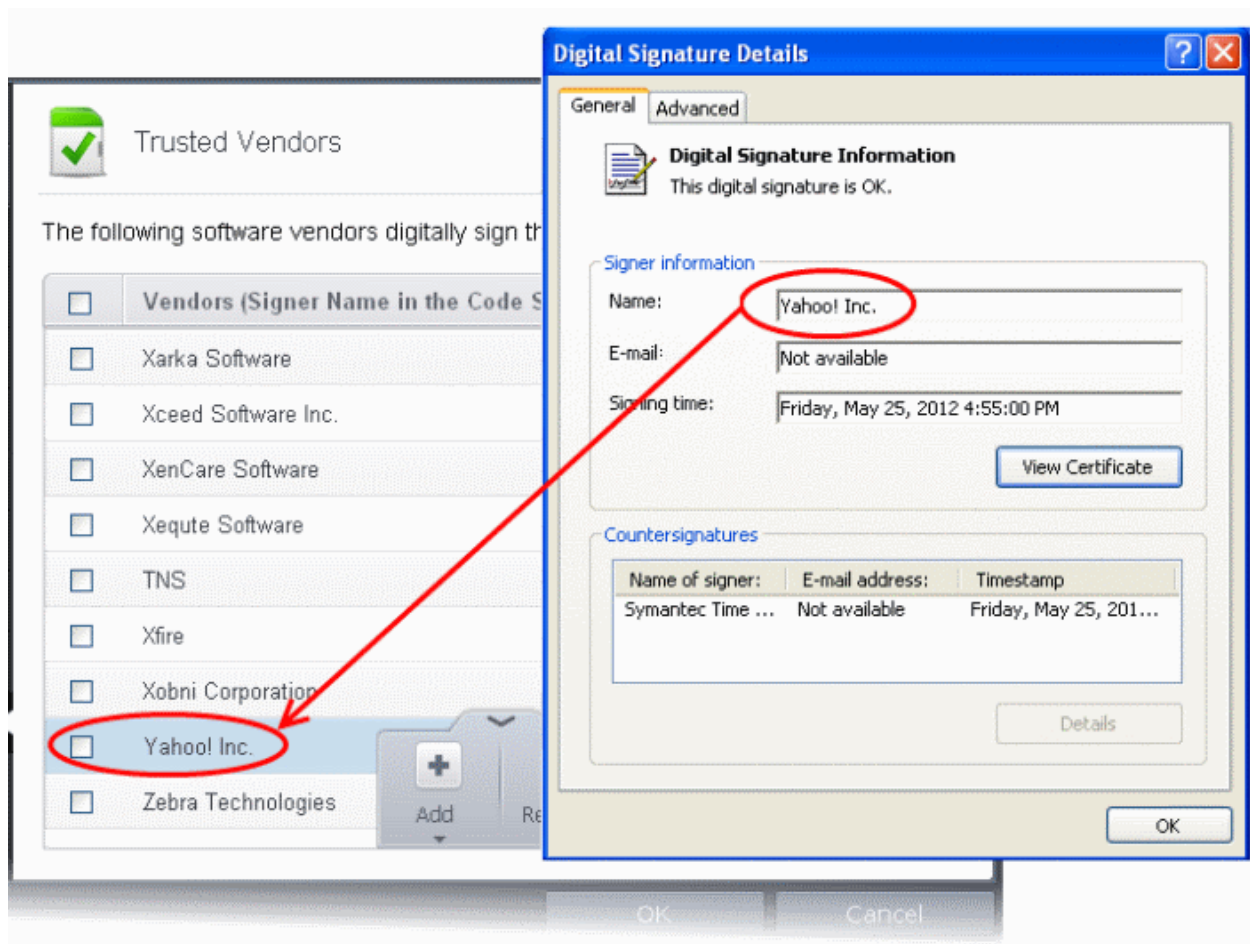 Trusted Vendors
The following software vendors digitally sign th
Vendors (Signer Name in the Code S
Xarka Software
Xceed Software Inc.
XenCare Software
Xequte Software
TNS
Xfire
Xobni Corporation
Yahoo! Inc.
Zebra Technologies
Add
Re
OK
Cancel
Digital Signature Details
General
Advanced
Digital Signature Information
This digital signature is OK.
Signer information
Name:
Yahoo! Inc.
E-mail:
Not available
Signing time:
Friday, May 25, 2012 4:55:00 PM
View Certificate
Countersignatures
Name of signer: E-mail address: Timestamp
Symantec Time ... Not available Friday, May 25, 201...
Details
OK